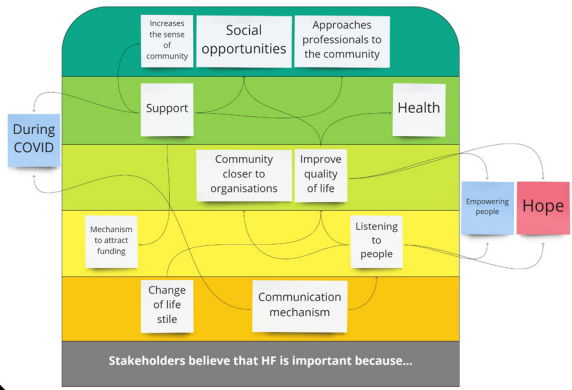 Increases
the sense
of
community
Social
opportunities
Approaches
professionals to
the community
Support
Health
During
COVID
Community
closer to
organisations
Improve
quality
of life
Empowering
people
Hope
Mechanism
to attract
funding
Listening
to
people
Change
of life
stile
Communication
mechanism
Stakeholders believe that HF is important because...